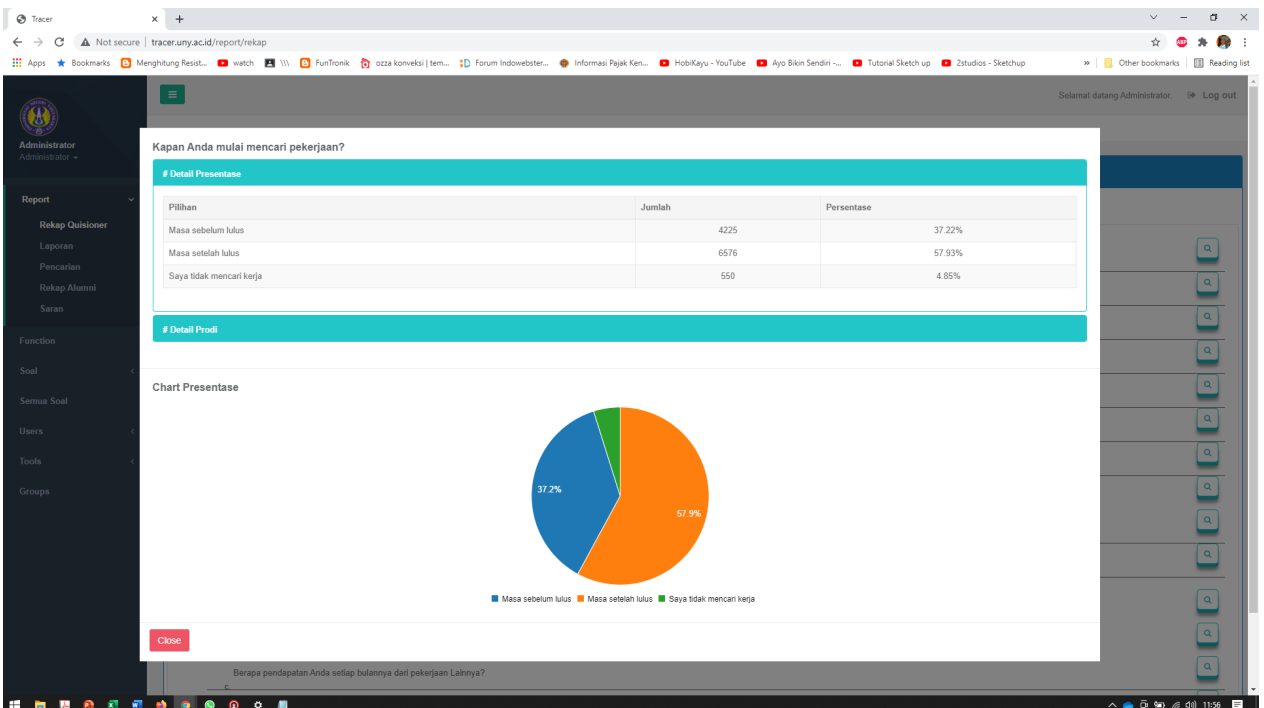 Tracer
Not secure tracer.uny.ac.id/report/rekap
Apps Bookmarks Menghitung Resist... watch \\\ FunTronik ozza konveksi | tem... Forum Indowebster... Informasi Pajak Ken... HobiKayu - YouTube Ayo Bikin Sendiri -... Tutorial Sketch up 2studios - Sketchup » Other bookmarks Reading list
Selamat datang Administrator. Log out
Administrator
Administrator
Report
Rekap Quisioner
Laporan
Pencarian
Rekap Alumni
Saran
Function
Soal
Semua Soal
Users
Tools
Groups
Kapan Anda mulai mencari pekerjaan?
# Detail Presentase
Pilihan Jumlah Persentase
Masa sebelum lulus 4225 37.22%
Masa setelah lulus 6576 57.93%
Saya tidak mencari kerja 550 4.85%
# Detail Prodi
Chart Presentase
37.2%
57.9%
Masa sebelum lulus Masa setelah lulus Saya tidak mencari kerja
Close
Berapa pendapatan Anda setiap bulannya dari pekerjaan Lainnya?
11:56